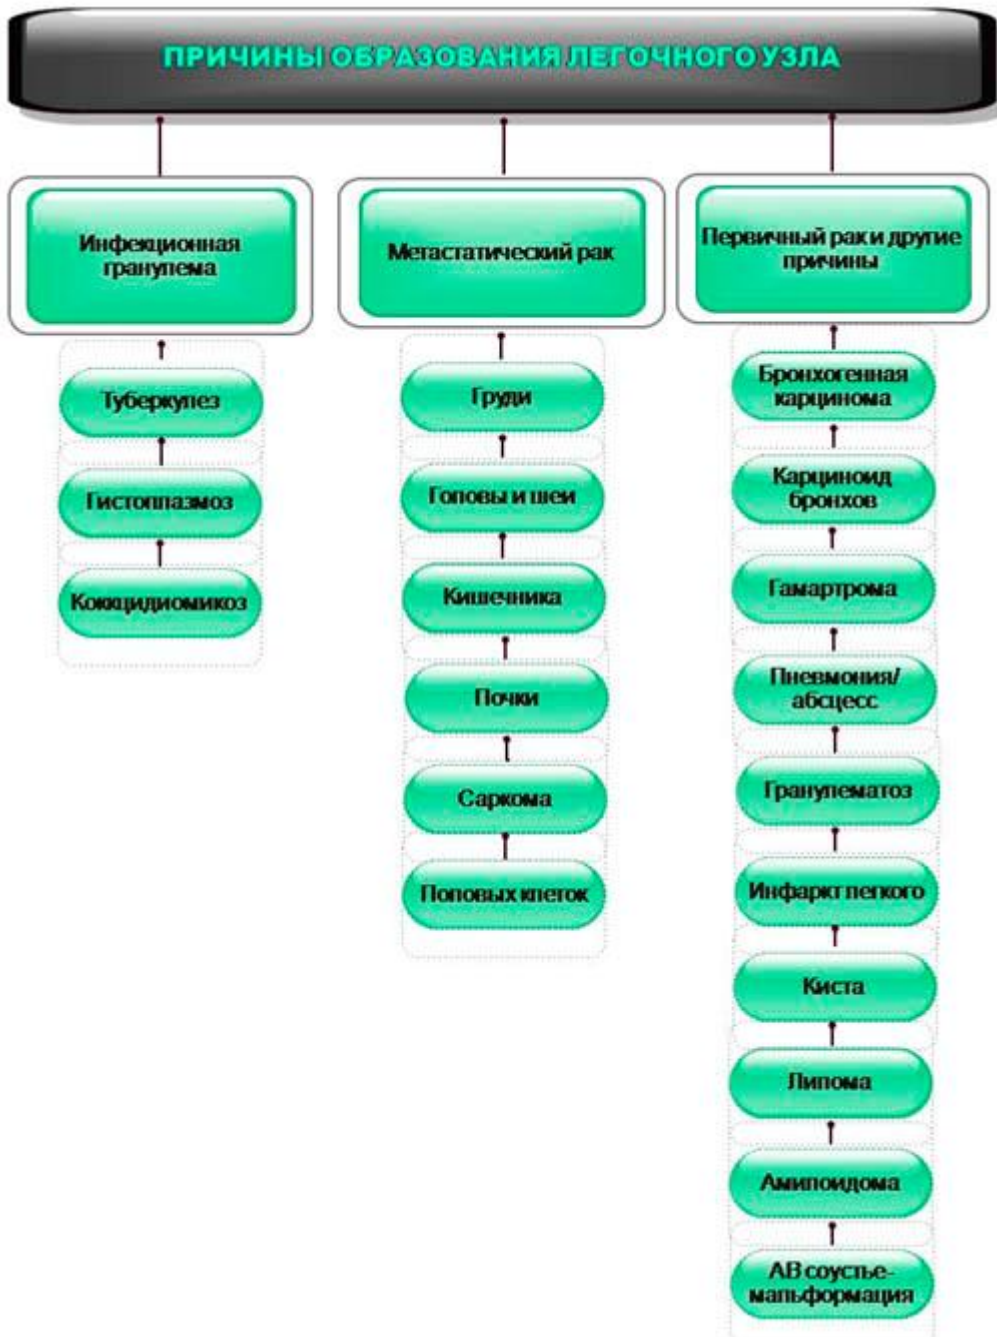 ПРИЧИНЫ ОБРАЗОВАНИЯ ЛЕГОЧНОГО УЗЛА
Инфекционная
гранулема
Туберкулез
Гистоплазмоз
Коккцидиомикоз
Метастатический рак
Груди
Головы и шеи
Кишечника
Почки
Саркома
Половых клеток
Первичный рак и другие
причины
Бронхогенная
карцинома
Карциноид
бронхов
Гамартрома
Пневмония/
абсцесс
Гранулематоз
Инфаркт легкого
Киста
Липома
Амилоидома
АВ соустье-
мальформация